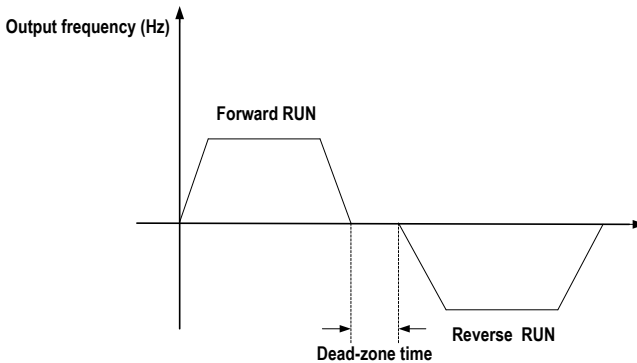 Output frequency (Hz)
Forward RUN
Reverse RUN
Dead-zone time